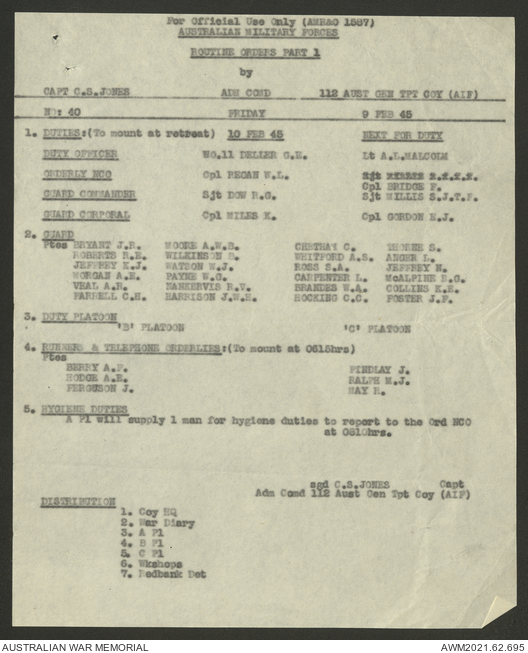 For Official Use Only (AMR&O 1587)
AUSTRALIAN MILITARY FORCES
ROUTINE ORDERS PART 1
by
CAPT C.S.JONES ADM COMD 112 AUST GEN TPT COY (AIF)
NO: 40 FRIDAY 9 FEB 45
1. DUTIES:(To mount at retreat) 10 FEB 45 NEXT FOR DUTY
DUTY OFFICER WO.11 DELLER G.E. Lt A.L.MALCOLM
ORDERLY NCO Cpl REGAN W.L. Sgt
Cpl BRIDGE F.
GUARD COMMANDER Sjt DOW R.G. Sjt MILLIS S.J.T.F.
GUARD CORPORAL Cpl MILES K. Cpl GORDON E.J.
2. GUARD
Ptes BRYANT J.R. MOORE A.W.B. CHETHAM C. THORNE S.
ROBERTS R.E. WILKINSON B. WHITFORD A.S. ANGER L.
JEFFREY K.J. WATSON W.J. ROSS S.A. JEFFREY N.
MORGAN A.E. PAYNE W.G. CARPENTER L. McALPINE R.G.
VEAL A.R. BANKERVIS R.V. BRANDES W.A. COLLINS K.E.
FARRELL C.H. HARRISON J.W.H. HOCKING C.C. FOSTER J.F.
3. DUTY PLATOON
'B' PLATOON 'C' PLATOON
4. RUNNERS & TELEPHONE ORDERLIES:(To mount at 0615hrs)
Ptes
BERRY A.F. FINDLAY J.
HODGE A.H. RALPH M.J.
FERGUSON J. MAY R.
5. HYGIENE DUTIES
A Pl will supply 1 man for hygiene duties to report to the Ord NCO
at 0810hrs.
sgd C.S.JONES Capt
Adm Comd 112 Aust Gen Tpt Coy (AIF)
DISTRIBUTION
1. Coy HQ
2. War Diary
3. A Pl
4. B Pl
5. C Pl
6. Wkshops
7. Redbank Det
AUSTRALIAN WAR MEMORIAL AWM2021.62.695